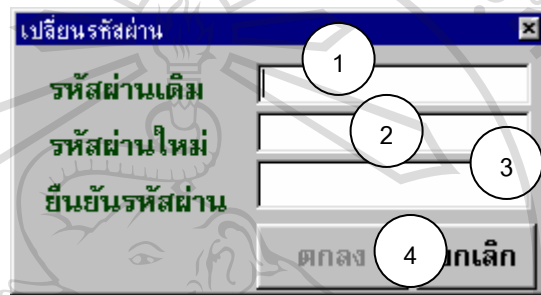 เปลี่ยนรหัสผ่าน
1
รหัสผ่านเดิม
2
รหัสผ่านใหม่
3
ยืนยันรหัสผ่าน
ตกลง 4